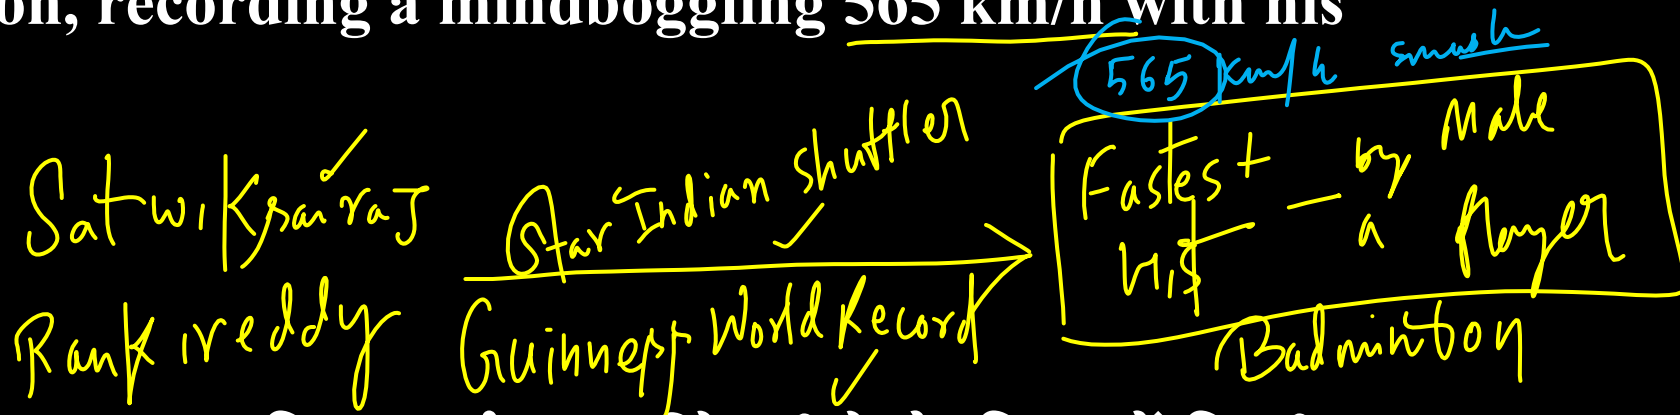 on, recording a mindboggling 565 km/h with his
565 km/h smash
Satwiksairaj Star Indian Shuttler Fastest — by Male
Hit a Player
Rankireddy Guinness World Record Badminton